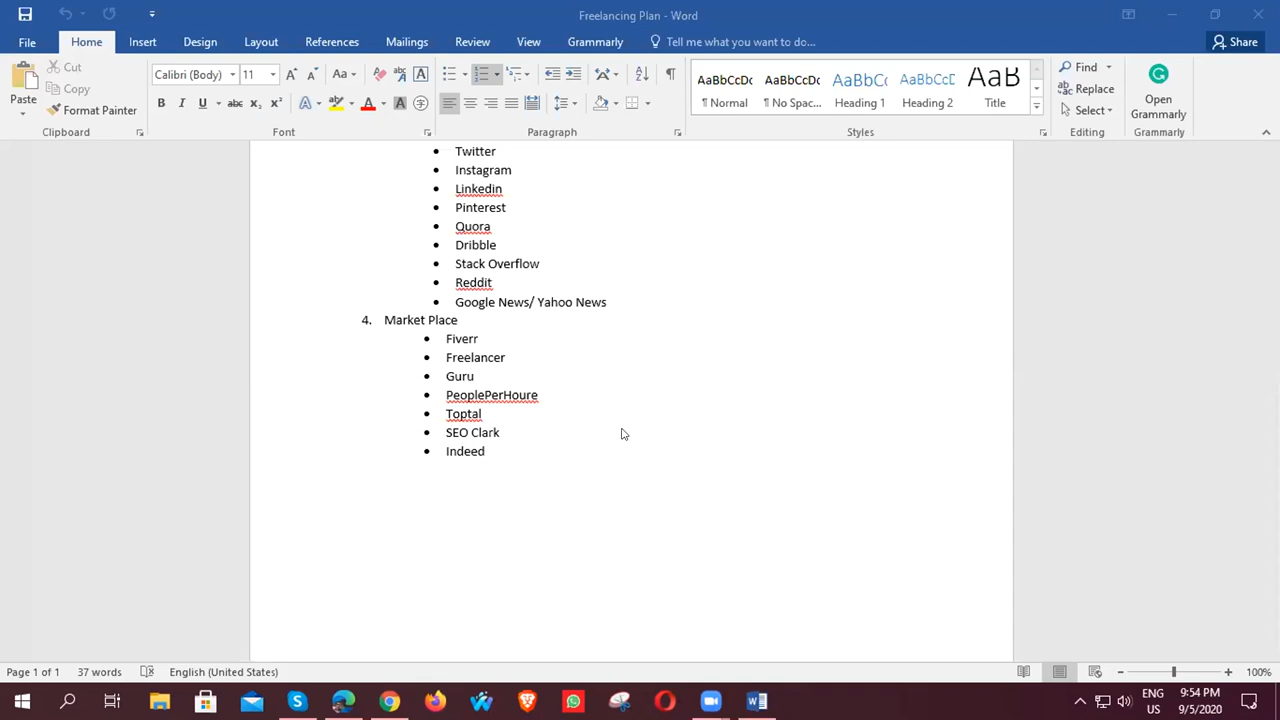 Freelancing Plan - Word
File Home Insert Design Layout References Mailings Review View Grammarly Tell me what you want to do... Share
Paste
Cut
Copy
Format Painter
Clipboard
Calibri (Body) 11
Font
Paragraph
AaBbCcDc AaBbCcDc AaBbCc AaBbCcDc AaB
¶ Normal ¶ No Spac... Heading 1 Heading 2 Title
Styles
Find
Replace
Select
Editing
Open
Grammarly
Grammarly
• Twitter
• Instagram
• Linkedin
• Pinterest
• Quora
• Dribble
• Stack Overflow
• Reddit
• Google News/ Yahoo News
4. Market Place
• Fiverr
• Freelancer
• Guru
• PeoplePerHoure
• Toptal
• SEO Clark
• Indeed
Page 1 of 1 37 words English (United States) 100%
ENG 9:54 PM
US 9/5/2020